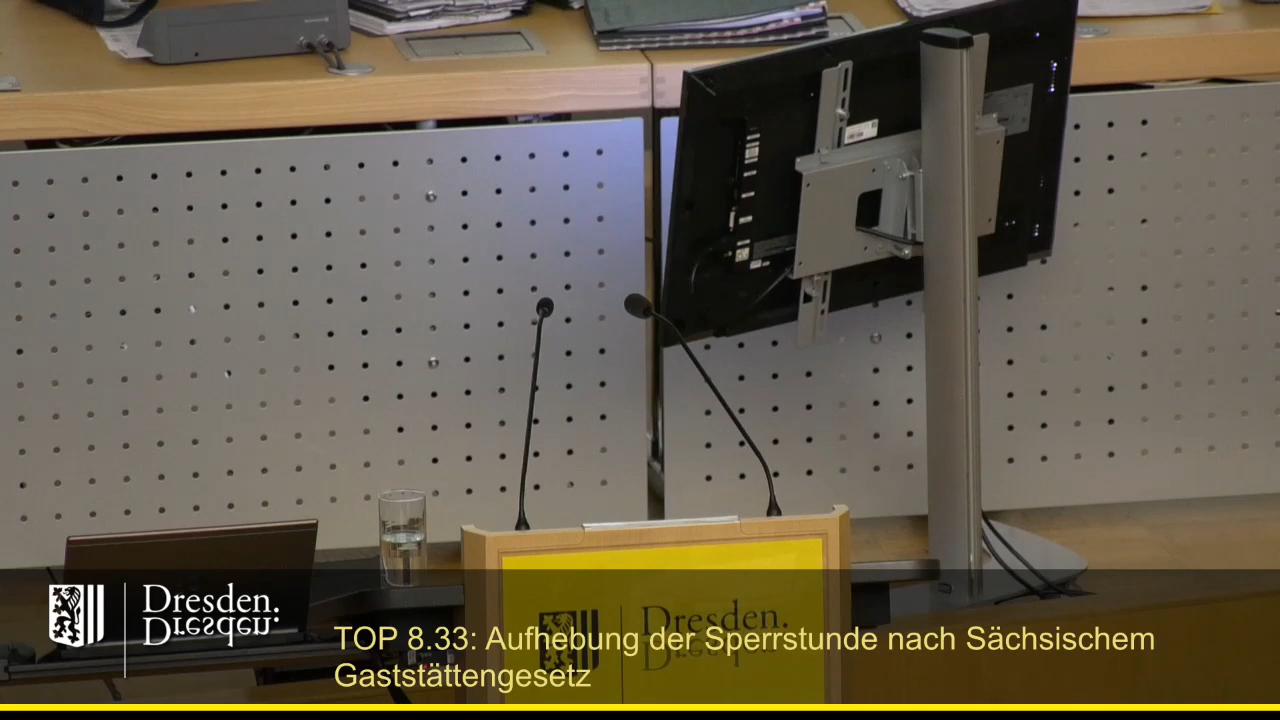 Dresden.
Dresden.
TOP 8.33: Aufhebung der Sperrstunde nach Sächsischem
Gaststättengesetz